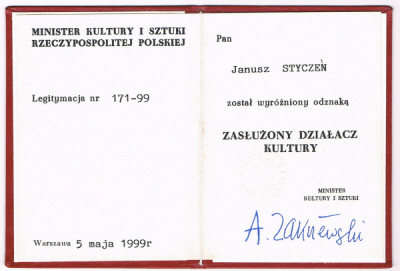 MINISTER KULTURY I SZTUKI
RZECZYPOSPOLITEJ POLSKIEJ
Legitymacja nr 171-99
Warszawa 5 maja 1999r
Pan
Janusz STYCZEŃ
został wyróżniony odznaką
ZASŁUŻONY DZIAŁACZ
KULTURY
MINISTER
KULTURY I SZTUKI
A. Zakrzewski